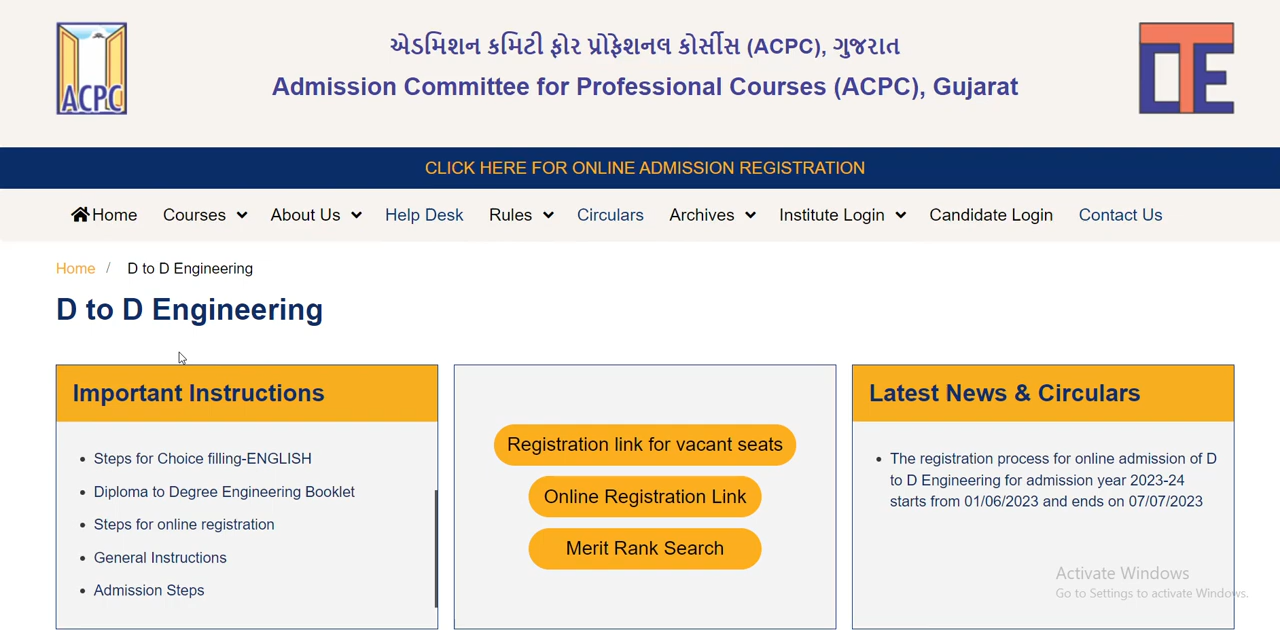 ACPC
એડમિશન કમિટી ફોર પ્રોફેશનલ કોર્સીસ (ACPC), ગુજરાત
Admission Committee for Professional Courses (ACPC), Gujarat
DTE
CLICK HERE FOR ONLINE ADMISSION REGISTRATION
Home Courses About Us Help Desk Rules Circulars Archives Institute Login Candidate Login Contact Us
Home / D to D Engineering
D to D Engineering
Important Instructions
Steps for Choice filling-ENGLISH
Diploma to Degree Engineering Booklet
Steps for online registration
General Instructions
Admission Steps
Registration link for vacant seats
Online Registration Link
Merit Rank Search
Latest News & Circulars
The registration process for online admission of D
to D Engineering for admission year 2023-24
starts from 01/06/2023 and ends on 07/07/2023
Activate Windows
Go to Settings to activate Windows.